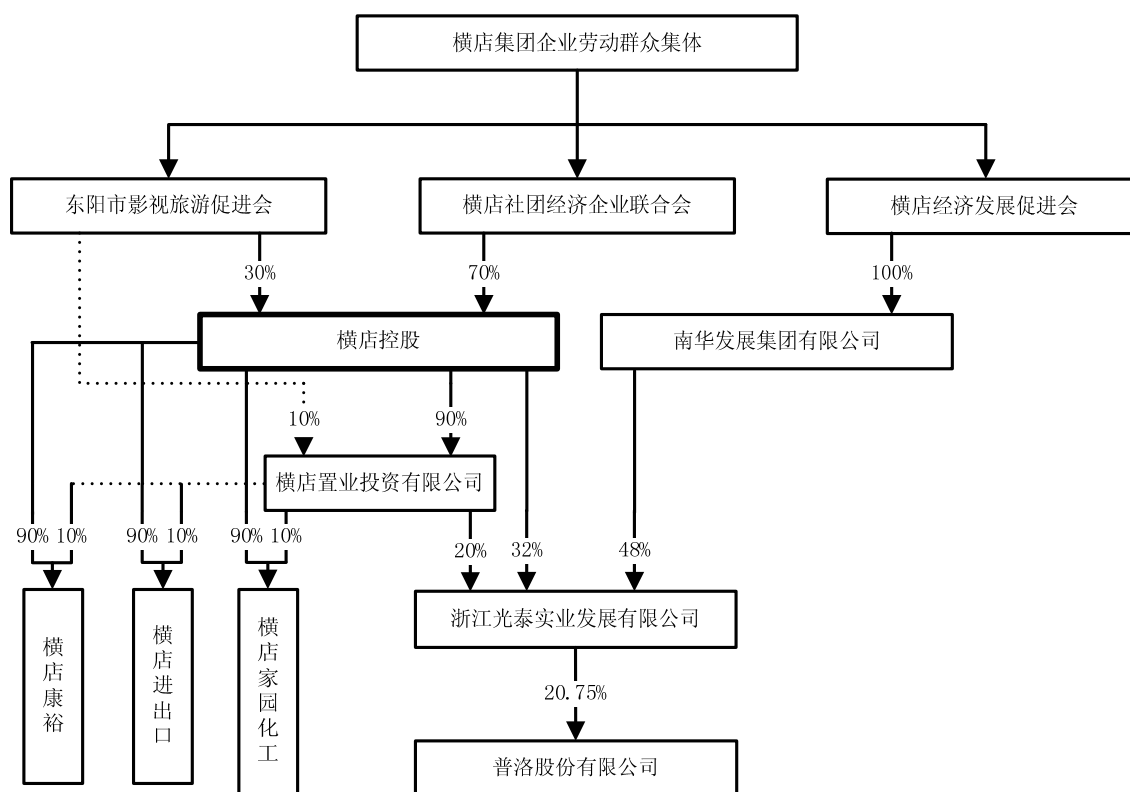 横店集团企业劳动群众集体
东阳市影视旅游促进会
横店社团经济企业联合会
横店经济发展促进会
30%
70%
100%
横店控股
南华发展集团有限公司
10%
90%
横店置业投资有限公司
90%
10%
90%
10%
90%
10%
20%
32%
48%
横店康裕
横店进出口
横店家园化工
浙江光泰实业发展有限公司
20.75%
普洛股份有限公司